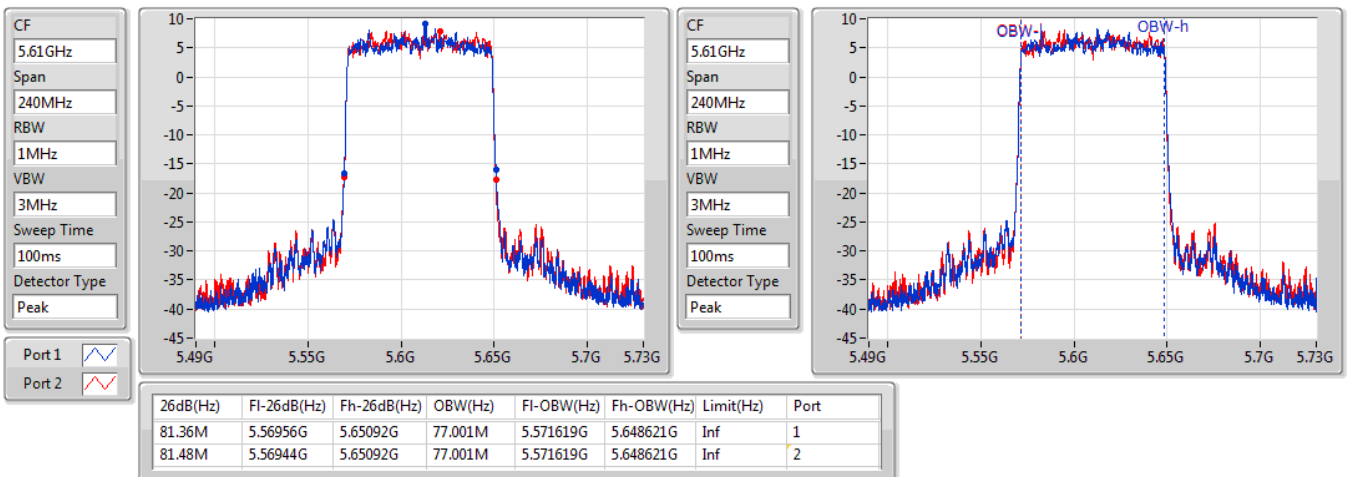 CF
5.61GHz
Span
240MHz
RBW
1MHz
VBW
3MHz
Sweep Time
100ms
Detector Type
Peak
Port 1
Port 2
10
5
0
-5
-10
-15
-20
-25
-30
-35
-40
-45
5.49G 5.55G 5.6G 5.65G 5.7G 5.73G
CF
5.61GHz
Span
240MHz
RBW
1MHz
VBW
3MHz
Sweep Time
100ms
Detector Type
Peak
OBW-l OBW-h
10
5
0
-5
-10
-15
-20
-25
-30
-35
-40
-45
5.49G 5.55G 5.6G 5.65G 5.7G 5.73G
26dB(Hz) Fl-26dB(Hz) Fh-26dB(Hz) OBW(Hz) Fl-OBW(Hz) Fh-OBW(Hz) Limit(Hz) Port
81.36M 5.56956G 5.65092G 77.001M 5.571619G 5.648621G Inf 1
81.48M 5.56944G 5.65092G 77.001M 5.571619G 5.648621G Inf 2